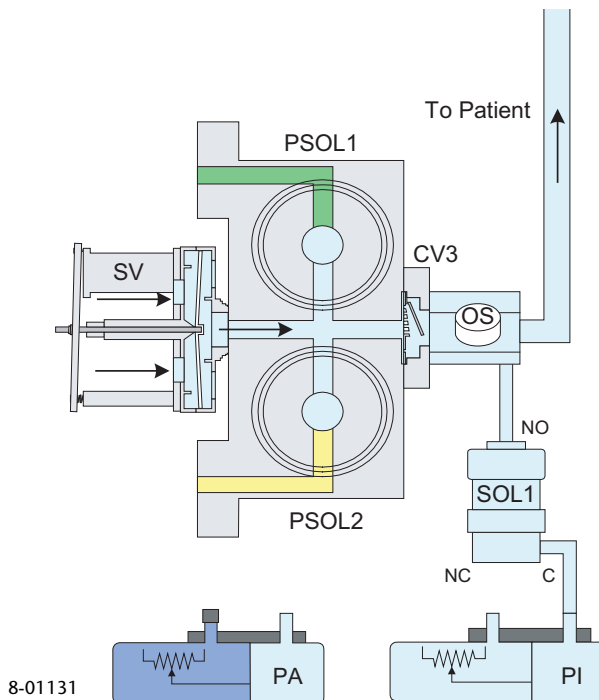 To Patient
PSOL1
CV3
SV
OS
NO
SOL1
PSOL2
NC
C
PA
PI
8-01131